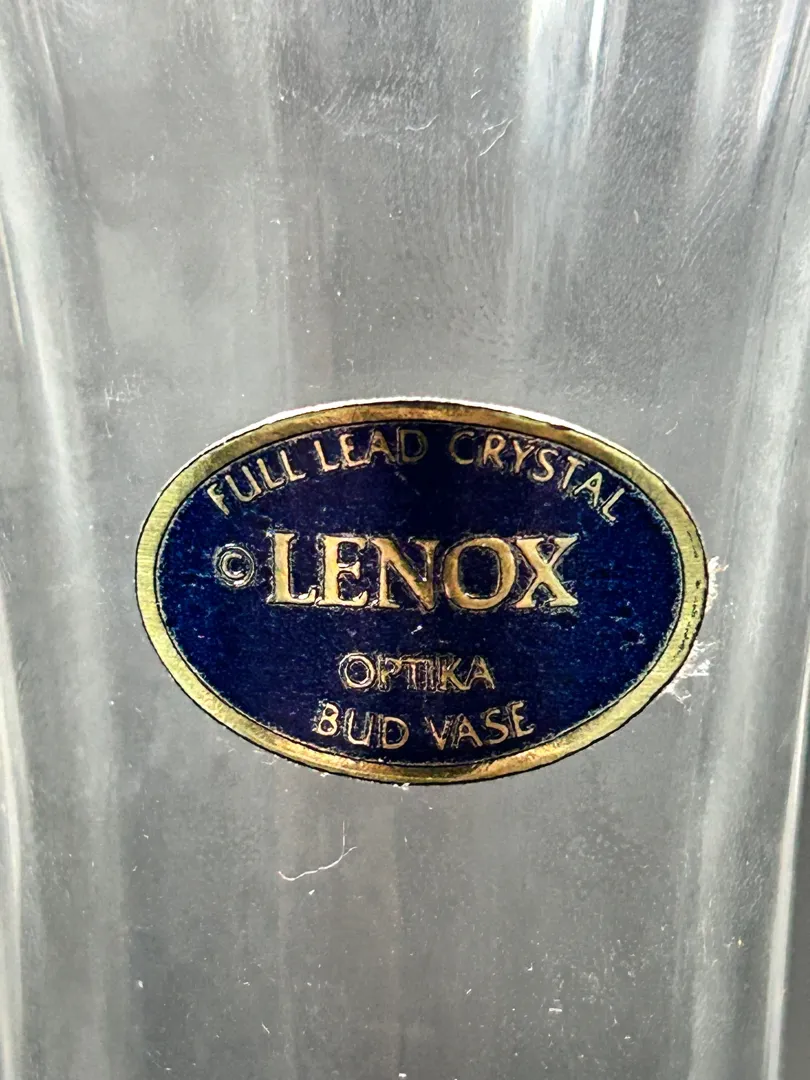 FULL LEAD CRYSTAL
© LENOX
OPTIKA
BUD VASE